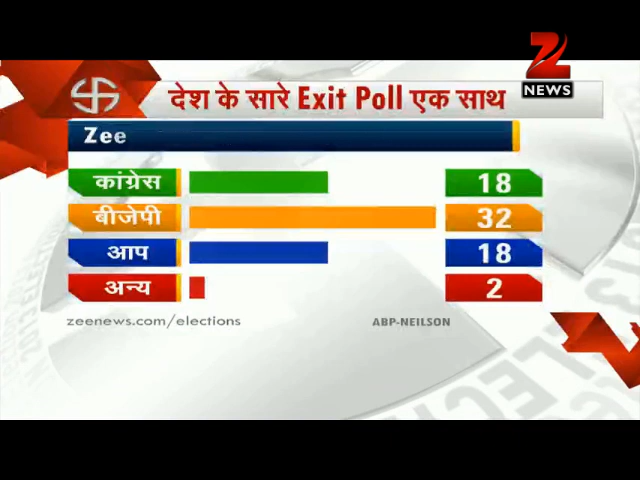 देश के सारे Exit Poll एक साथ
Z
NEWS
Zee
कांग्रेस 18
बीजेपी 32
आप 18
अन्य 2
zeenews.com/elections ABP-NEILSON